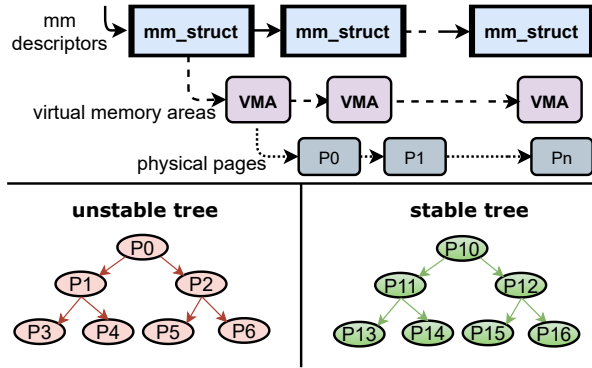 mm
descriptors
mm_struct mm_struct mm_struct
virtual memory areas
VMA VMA VMA
physical pages
P0 P1 Pn
unstable tree
P0
P1 P2
P3 P4 P5 P6
stable tree
P10
P11 P12
P13 P14 P15 P16